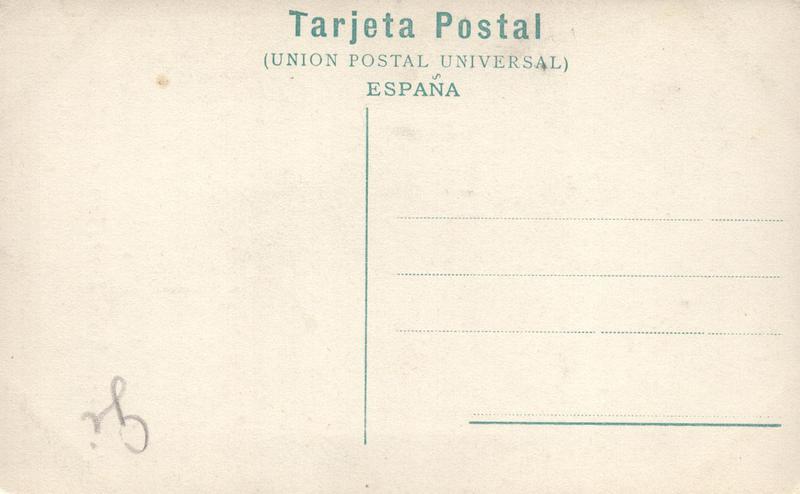 Tarjeta Postal
(UNION POSTAL UNIVERSAL)
ESPAÑA